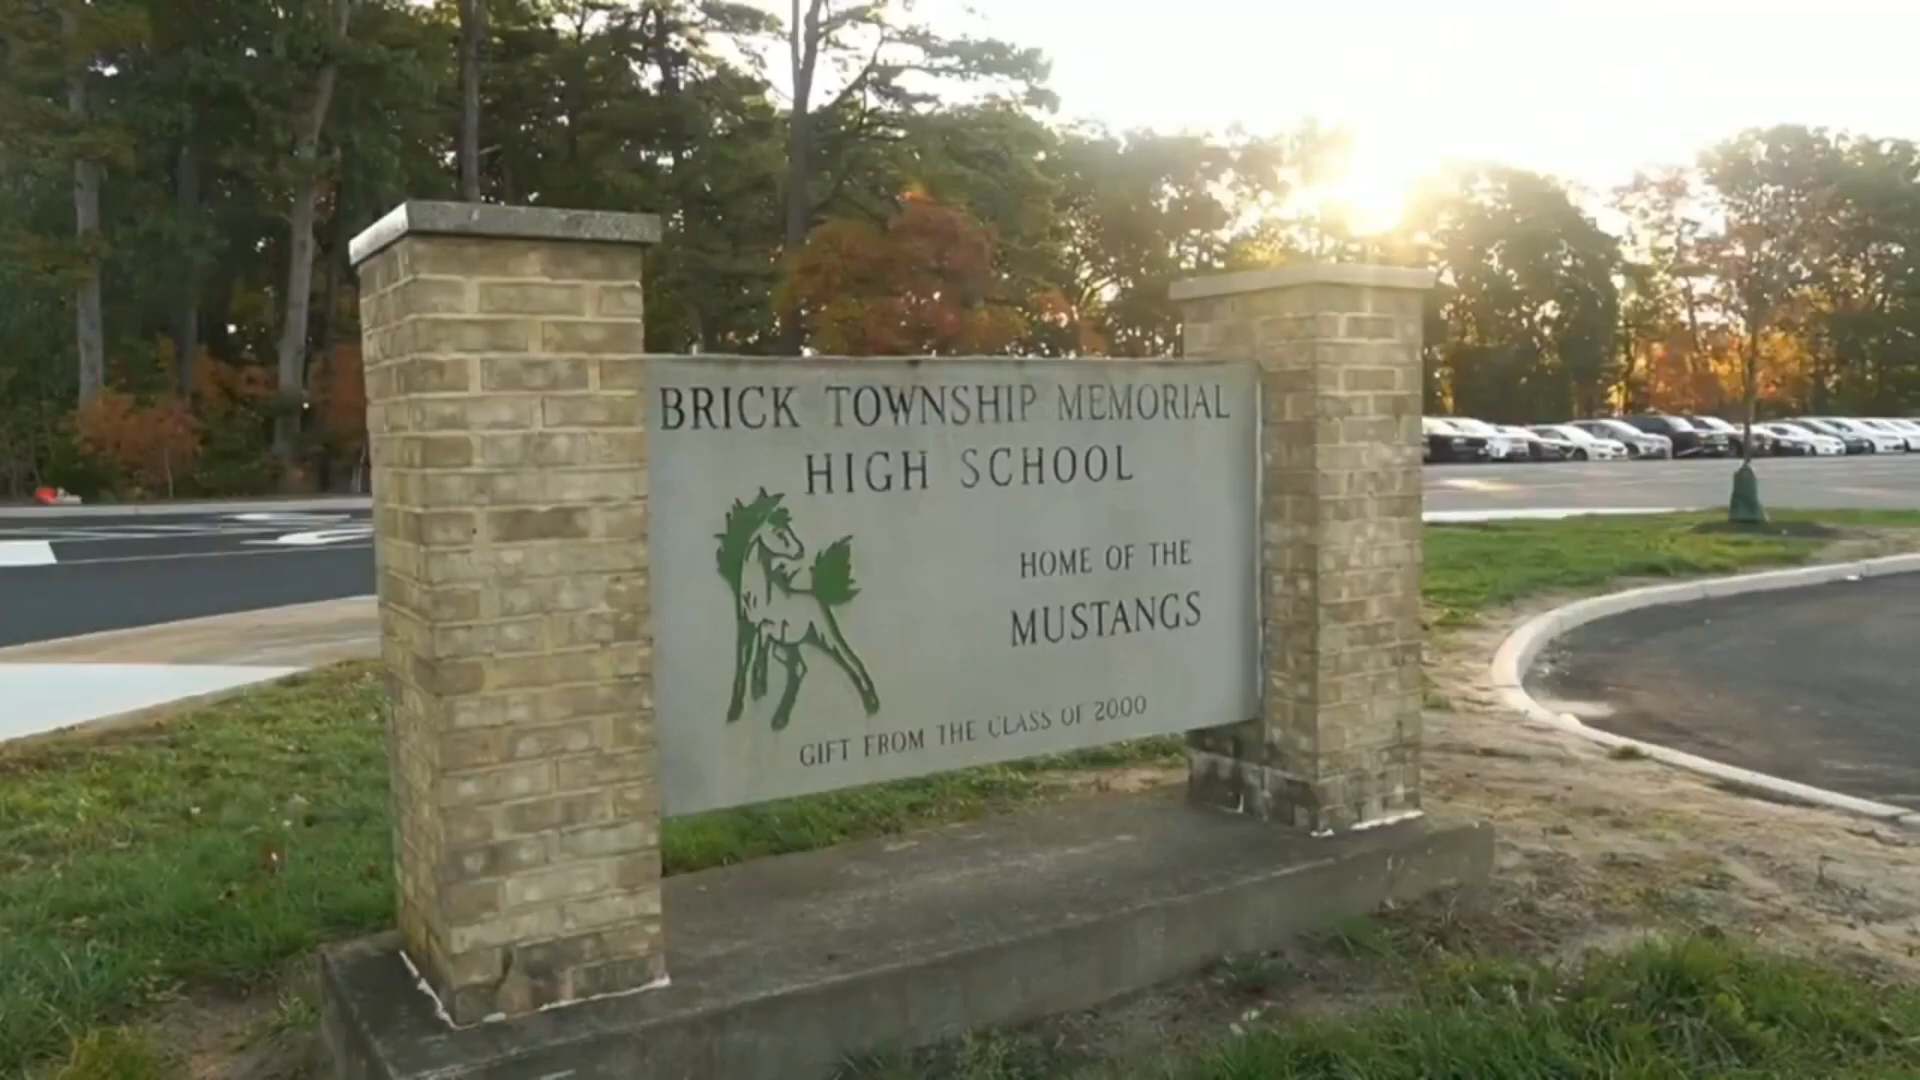 BRICK TOWNSHIP MEMORIAL
HIGH SCHOOL
HOME OF THE
MUSTANGS
GIFT FROM THE CLASS OF 2000